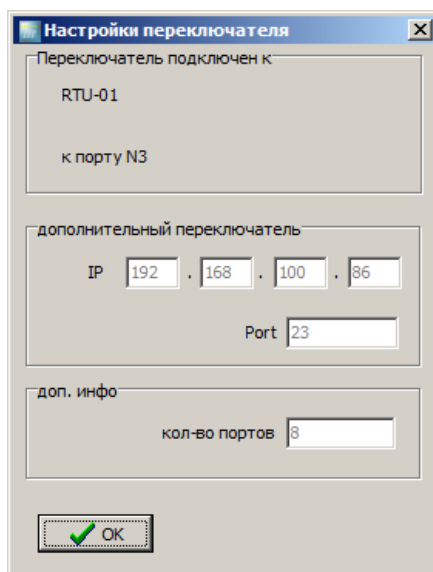 Настройки переключателя
Переключатель подключен к
RTU-01
к порту N3
дополнительный переключатель
IP 192 . 168 . 100 . 86
Port 23
доп. инфо
кол-во портов 8
OK